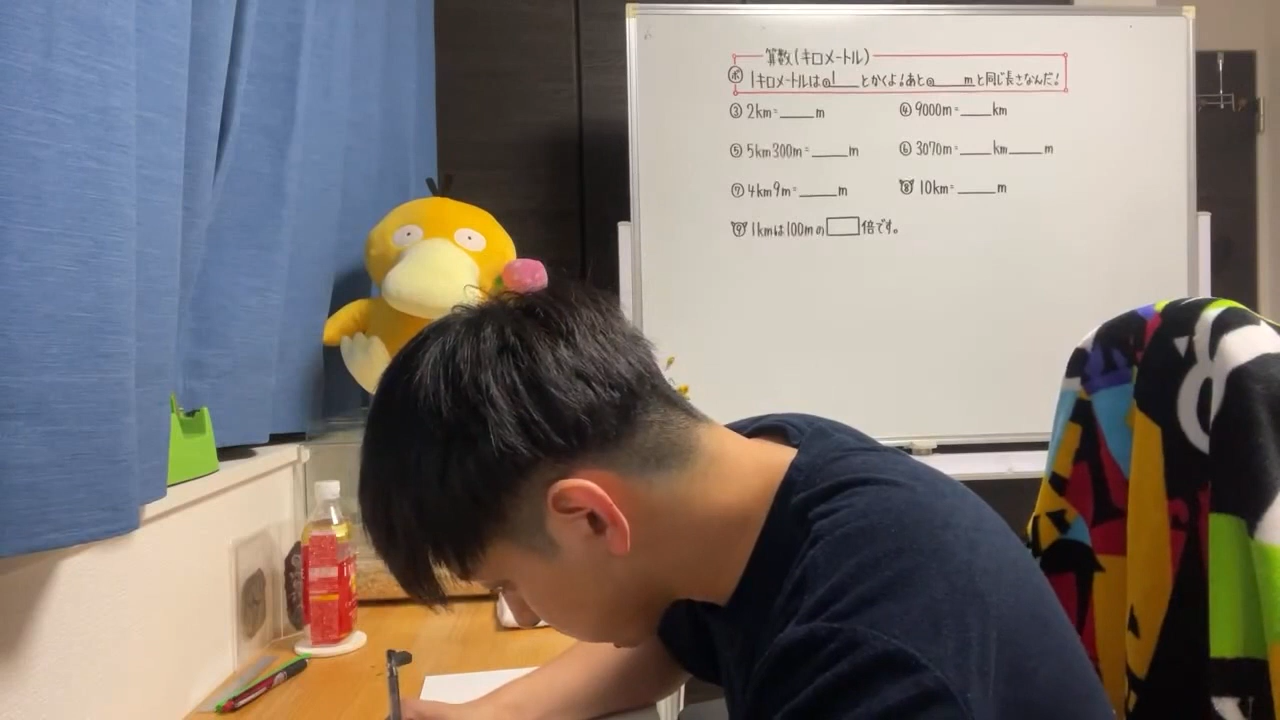 算数(キロメートル)
ポ 1キロメートルは①1___とかくよ!あと②____mと同じ長さなんだ!
③ 2km=____m ④ 9000m=____km
⑤ 5km300m=____m ⑥ 3070m=____km____m
⑦ 4km9m=____m ⑧ 10km=____m
⑨ 1kmは100mの□倍です。